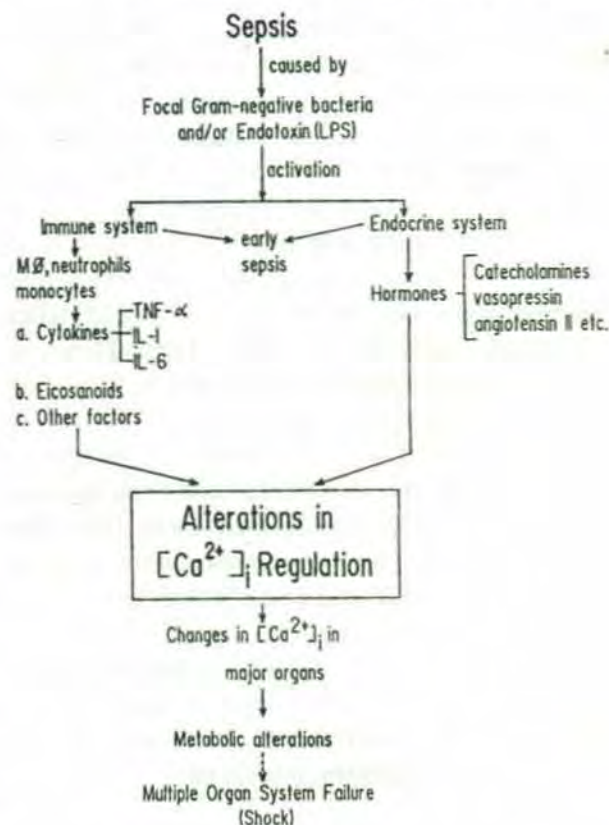 Sepsis
caused by
Focal Gram-negative bacteria
and/or Endotoxin (LPS)
activation
Immune system
early
sepsis
Endocrine system
MØ, neutrophils
monocytes
a. Cytokines
TNF-α
IL-1
IL-6
b. Eicosanoids
c. Other factors
Hormones
Catecholamines
vasopressin
angiotensin II etc.
Alterations in
[Ca²⁺]i Regulation
Changes in [Ca²⁺]i in
major organs
Metabolic alterations
Multiple Organ System Failure
(Shock)